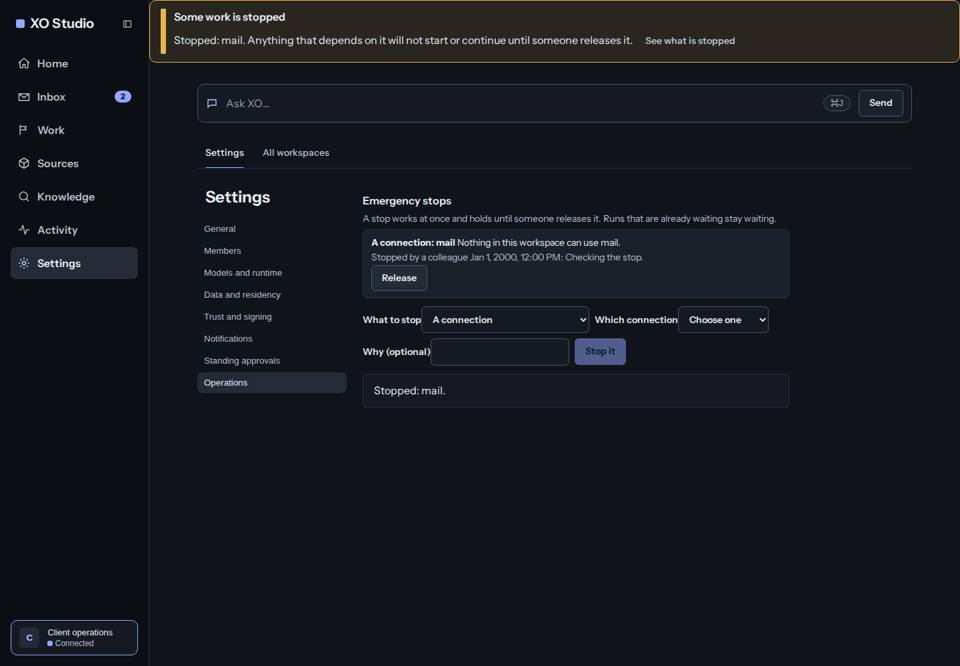 XO Studio
Home
Inbox 2
Work
Sources
Knowledge
Activity
Settings
C
Client operations
Connected
Some work is stopped
Stopped: mail. Anything that depends on it will not start or continue until someone releases it. See what is stopped
Ask XO... ⌘J Send
Settings All workspaces
Settings
General
Members
Models and runtime
Data and residency
Trust and signing
Notifications
Standing approvals
Operations
Emergency stops
A stop works at once and holds until someone releases it. Runs that are already waiting stay waiting.
A connection: mail Nothing in this workspace can use mail.
Stopped by a colleague Jan 1, 2000, 12:00 PM: Checking the stop.
Release
What to stop A connection Which connection Choose one
Why (optional) Stop it
Stopped: mail.